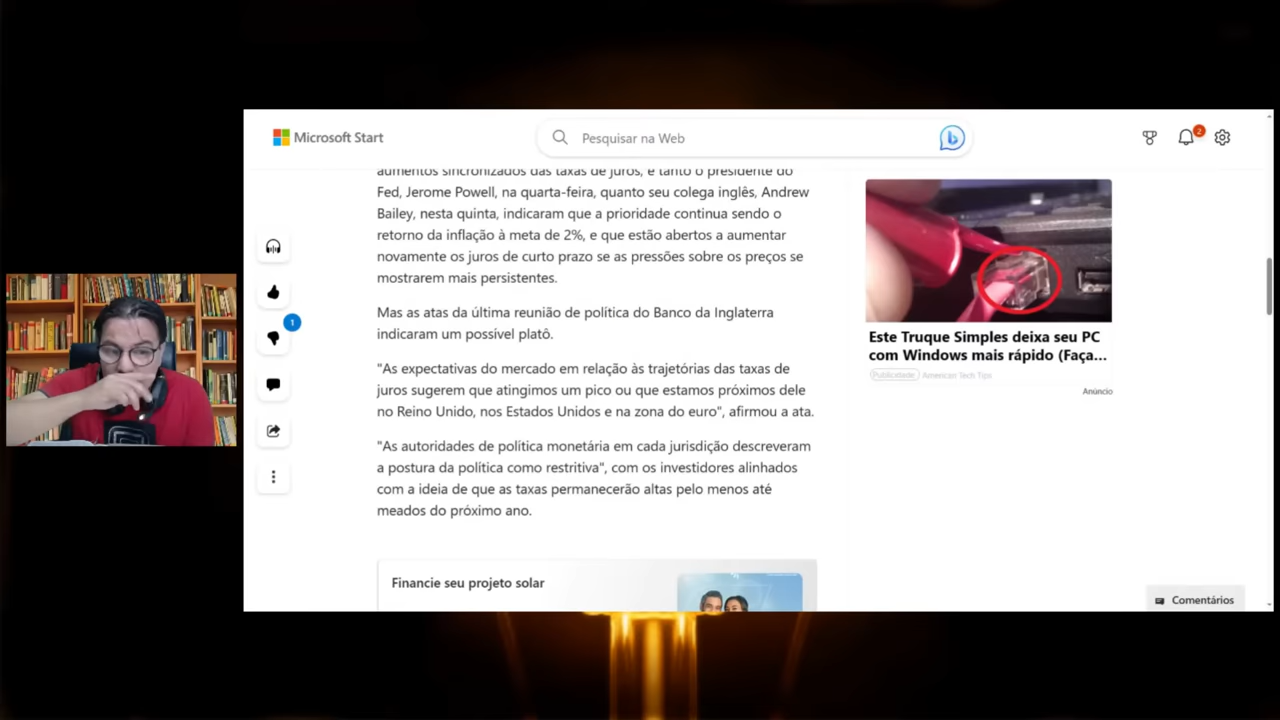 Microsoft Start
Pesquisar na Web
2
aumentos sincronizados das taxas de juros, e tanto o presidente do
Fed, Jerome Powell, na quarta-feira, quanto seu colega inglês, Andrew
Bailey, nesta quinta, indicaram que a prioridade continua sendo o
retorno da inflação à meta de 2%, e que estão abertos a aumentar
novamente os juros de curto prazo se as pressões sobre os preços se
mostrarem mais persistentes.
Mas as atas da última reunião de política do Banco da Inglaterra
indicaram um possível platô.
"As expectativas do mercado em relação às trajetórias das taxas de
juros sugerem que atingimos um pico ou que estamos próximos dele
no Reino Unido, nos Estados Unidos e na zona do euro", afirmou a ata.
"As autoridades de política monetária em cada jurisdição descreveram
a postura da política como restritiva", com os investidores alinhados
com a ideia de que as taxas permanecerão altas pelo menos até
meados do próximo ano.
1
Financie seu projeto solar
Este Truque Simples deixa seu PC
com Windows mais rápido (Faça...
Publicidade American Tech Tips
Anúncio
Comentários